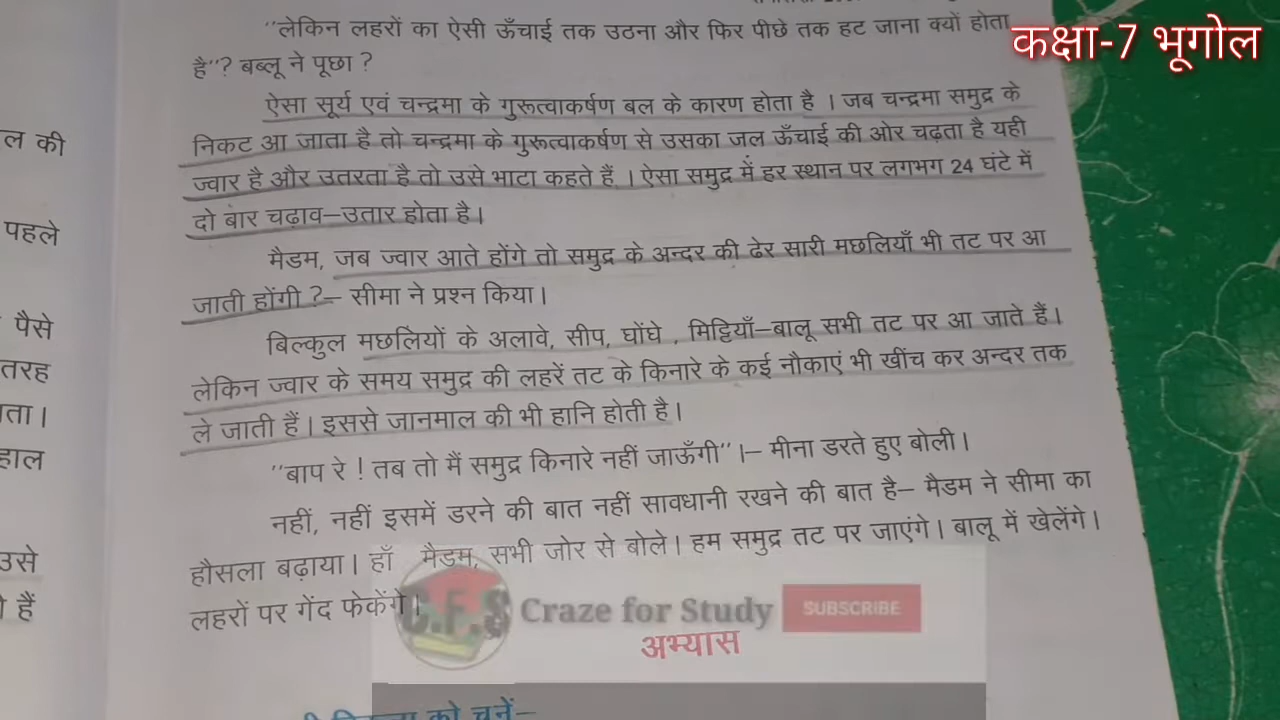 "लेकिन लहरों का ऐसी ऊँचाई तक उठना और फिर पीछे तक हट जाना क्यों होता
है"? बब्लू ने पूछा ?
कक्षा-7 भूगोल
ऐसा सूर्य एवं चन्द्रमा के गुरूत्वाकर्षण बल के कारण होता है । जब चन्द्रमा समुद्र के
निकट आ जाता है तो चन्द्रमा के गुरूत्वाकर्षण से उसका जल ऊँचाई की ओर चढ़ता है यही
ज्वार है और उतरता है तो उसे भाटा कहते हैं । ऐसा समुद्र में हर स्थान पर लगभग 24 घंटे में
दो बार चढ़ाव–उतार होता है।
मैडम, जब ज्वार आते होंगे तो समुद्र के अन्दर की ढेर सारी मछलियाँ भी तट पर आ
जाती होंगी ?– सीमा ने प्रश्न किया।
बिल्कुल मछलियों के अलावे, सीप, घोंघे , मिट्टियाँ–बालू सभी तट पर आ जाते हैं।
लेकिन ज्वार के समय समुद्र की लहरें तट के किनारे के कई नौकाएं भी खींच कर अन्दर तक
ले जाती हैं। इससे जानमाल की भी हानि होती है।
"बाप रे ! तब तो मैं समुद्र किनारे नहीं जाऊँगी" ।– मीना डरते हुए बोली।
नहीं, नहीं इसमें डरने की बात नहीं सावधानी रखने की बात है– मैडम ने सीमा का
हौसला बढ़ाया। हाँ मैडम, सभी जोर से बोले। हम समुद्र तट पर जाएंगे। बालू में खेलेंगे।
लहरों पर गेंद फेकेंगे।
C.F.S Craze for Study SUBSCRIBE
अभ्यास
को चुनें–
ल की
पहले
पैसे
तरह
ता।
हाल
उसे
हैं